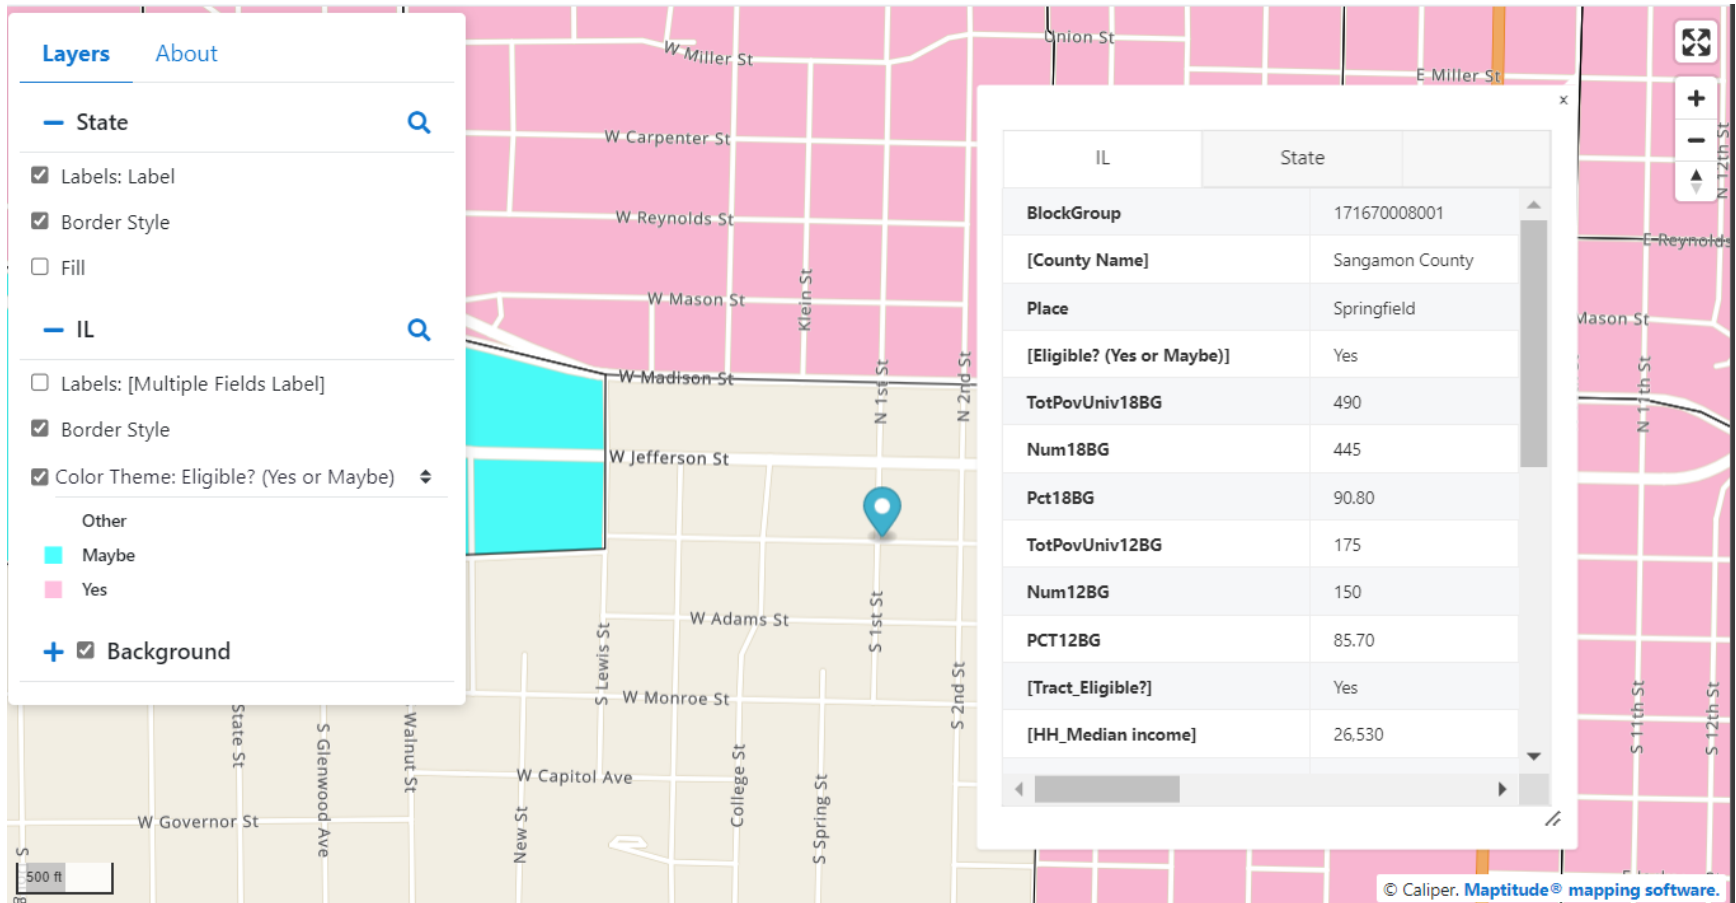 Layers About
State
Labels: Label
Border Style
Fill
IL
Labels: [Multiple Fields Label]
Border Style
Color Theme: Eligible? (Yes or Maybe)
Other
Maybe
Yes
Background
500 ft
W Miller St
Union St
E Miller St
W Carpenter St
W Reynolds St
W Mason St
Klein St
W Madison St
N 1st St
N 2nd St
W Jefferson St
W Adams St
S 1st St
S Lewis St
W Monroe St
S 2nd St
State St
S Glenwood Ave
Walnut St
W Capitol Ave
College St
S Spring St
New St
W Governor St
N 12th St
E Reynolds
Mason St
N 11th St
S 11th St
S 12th St
x
IL State
BlockGroup 171670008001
[County Name] Sangamon County
Place Springfield
[Eligible? (Yes or Maybe)] Yes
TotPovUniv18BG 490
Num18BG 445
Pct18BG 90.80
TotPovUniv12BG 175
Num12BG 150
PCT12BG 85.70
[Tract_Eligible?] Yes
[HH_Median income] 26,530
© Caliper. Maptitude® mapping software.